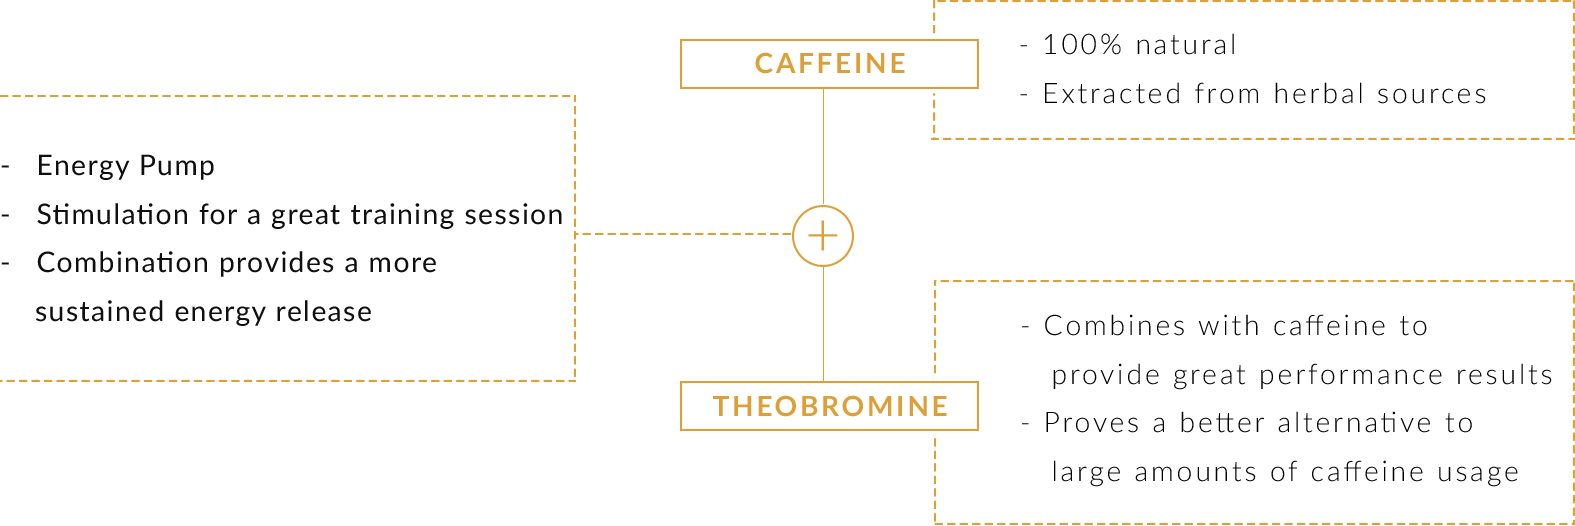 CAFFEINE
- 100% natural
- Extracted from herbal sources
- Energy Pump
- Stimulation for a great training session
- Combination provides a more
sustained energy release
+
THEOBROMINE
- Combines with caffeine to
provide great performance results
- Proves a better alternative to
large amounts of caffeine usage